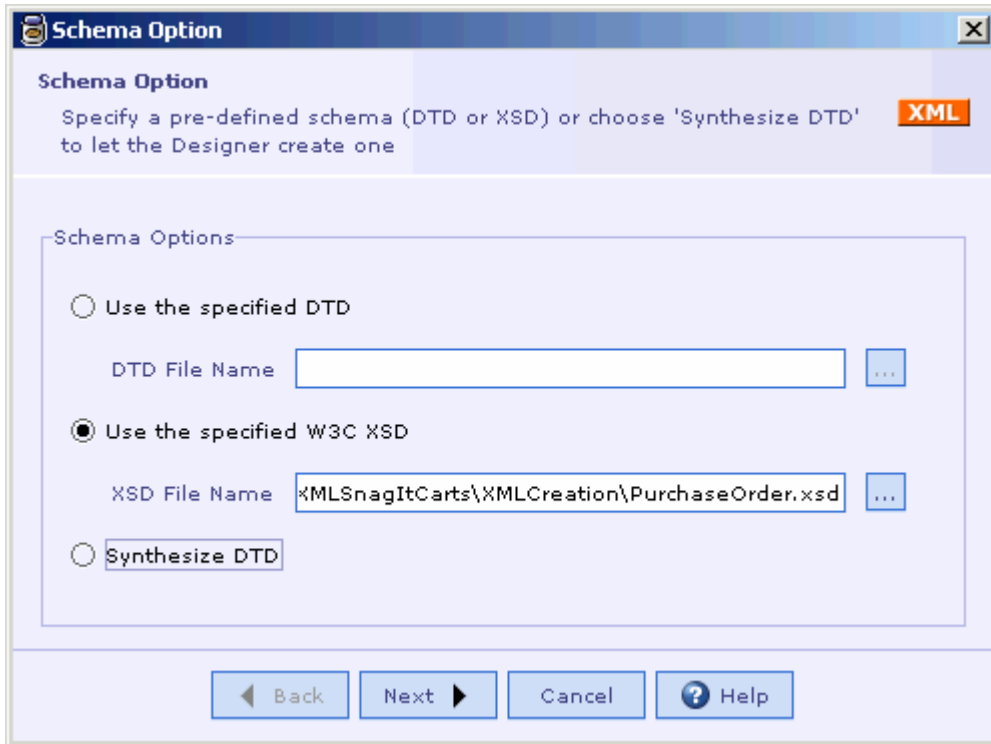 Schema Option
Schema Option
Specify a pre-defined schema (DTD or XSD) or choose 'Synthesize DTD'
to let the Designer create one
XML
Schema Options
Use the specified DTD
DTD File Name
...
Use the specified W3C XSD
XSD File Name
XMLSnagItCarts\XMLCreation\PurchaseOrder.xsd
...
Synthesize DTD
Back
Next
Cancel
? Help